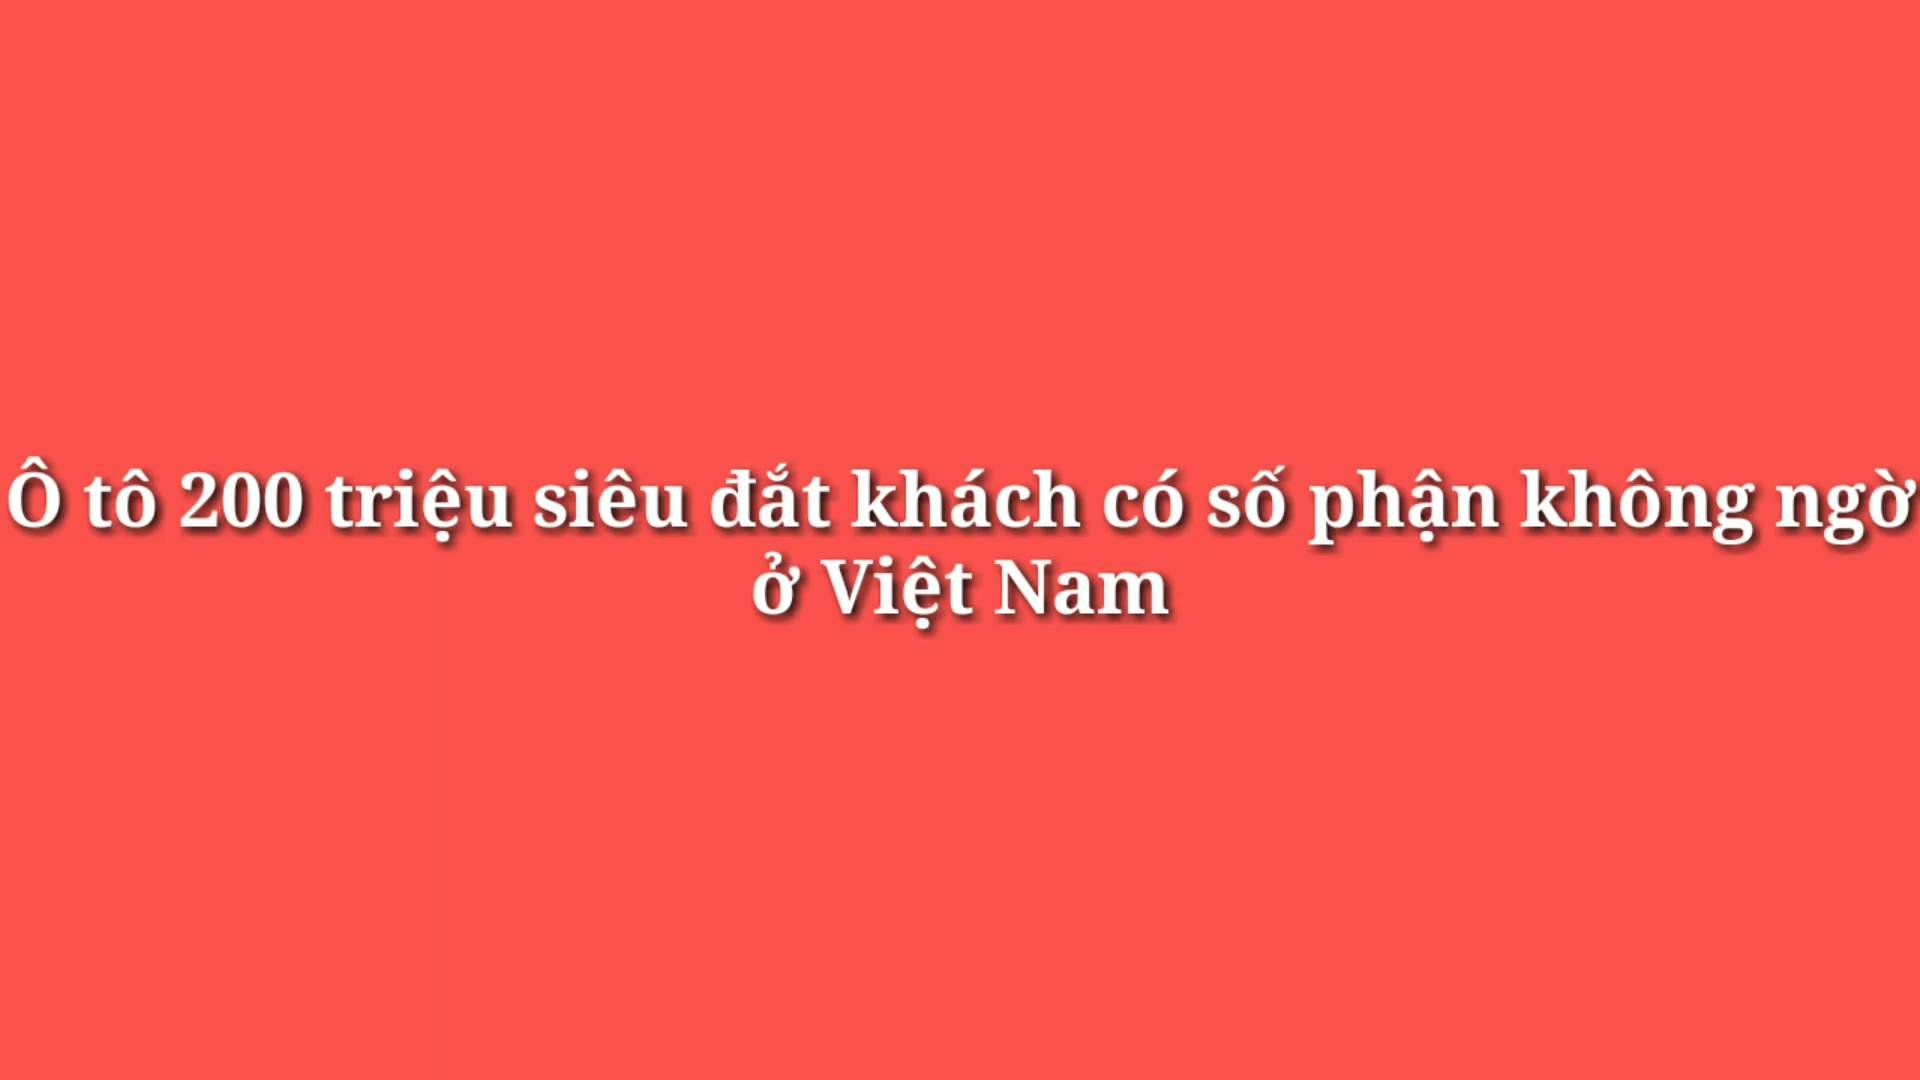 Ô tô 200 triệu siêu đắt khách có số phận không ngờ
ở Việt Nam